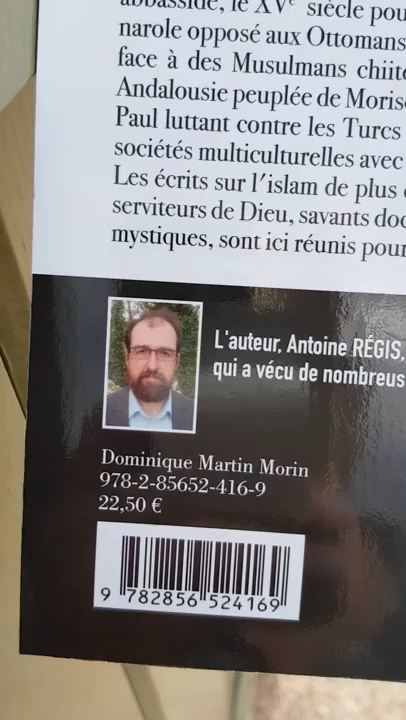 abbasside, le XVe siècle pou
narole opposé aux Ottomans
face à des Musulmans chiit
Andalousie peuplée de Moris
Paul luttant contre les Turcs
sociétés multiculturelles avec
Les écrits sur l'islam de plus
serviteurs de Dieu, savants doc
mystiques, sont ici réunis pour
L'auteur, Antoine RÉGIS,
qui a vécu de nombreus
Dominique Martin Morin
978-2-85652-416-9
22,50 €
9 782856 524169